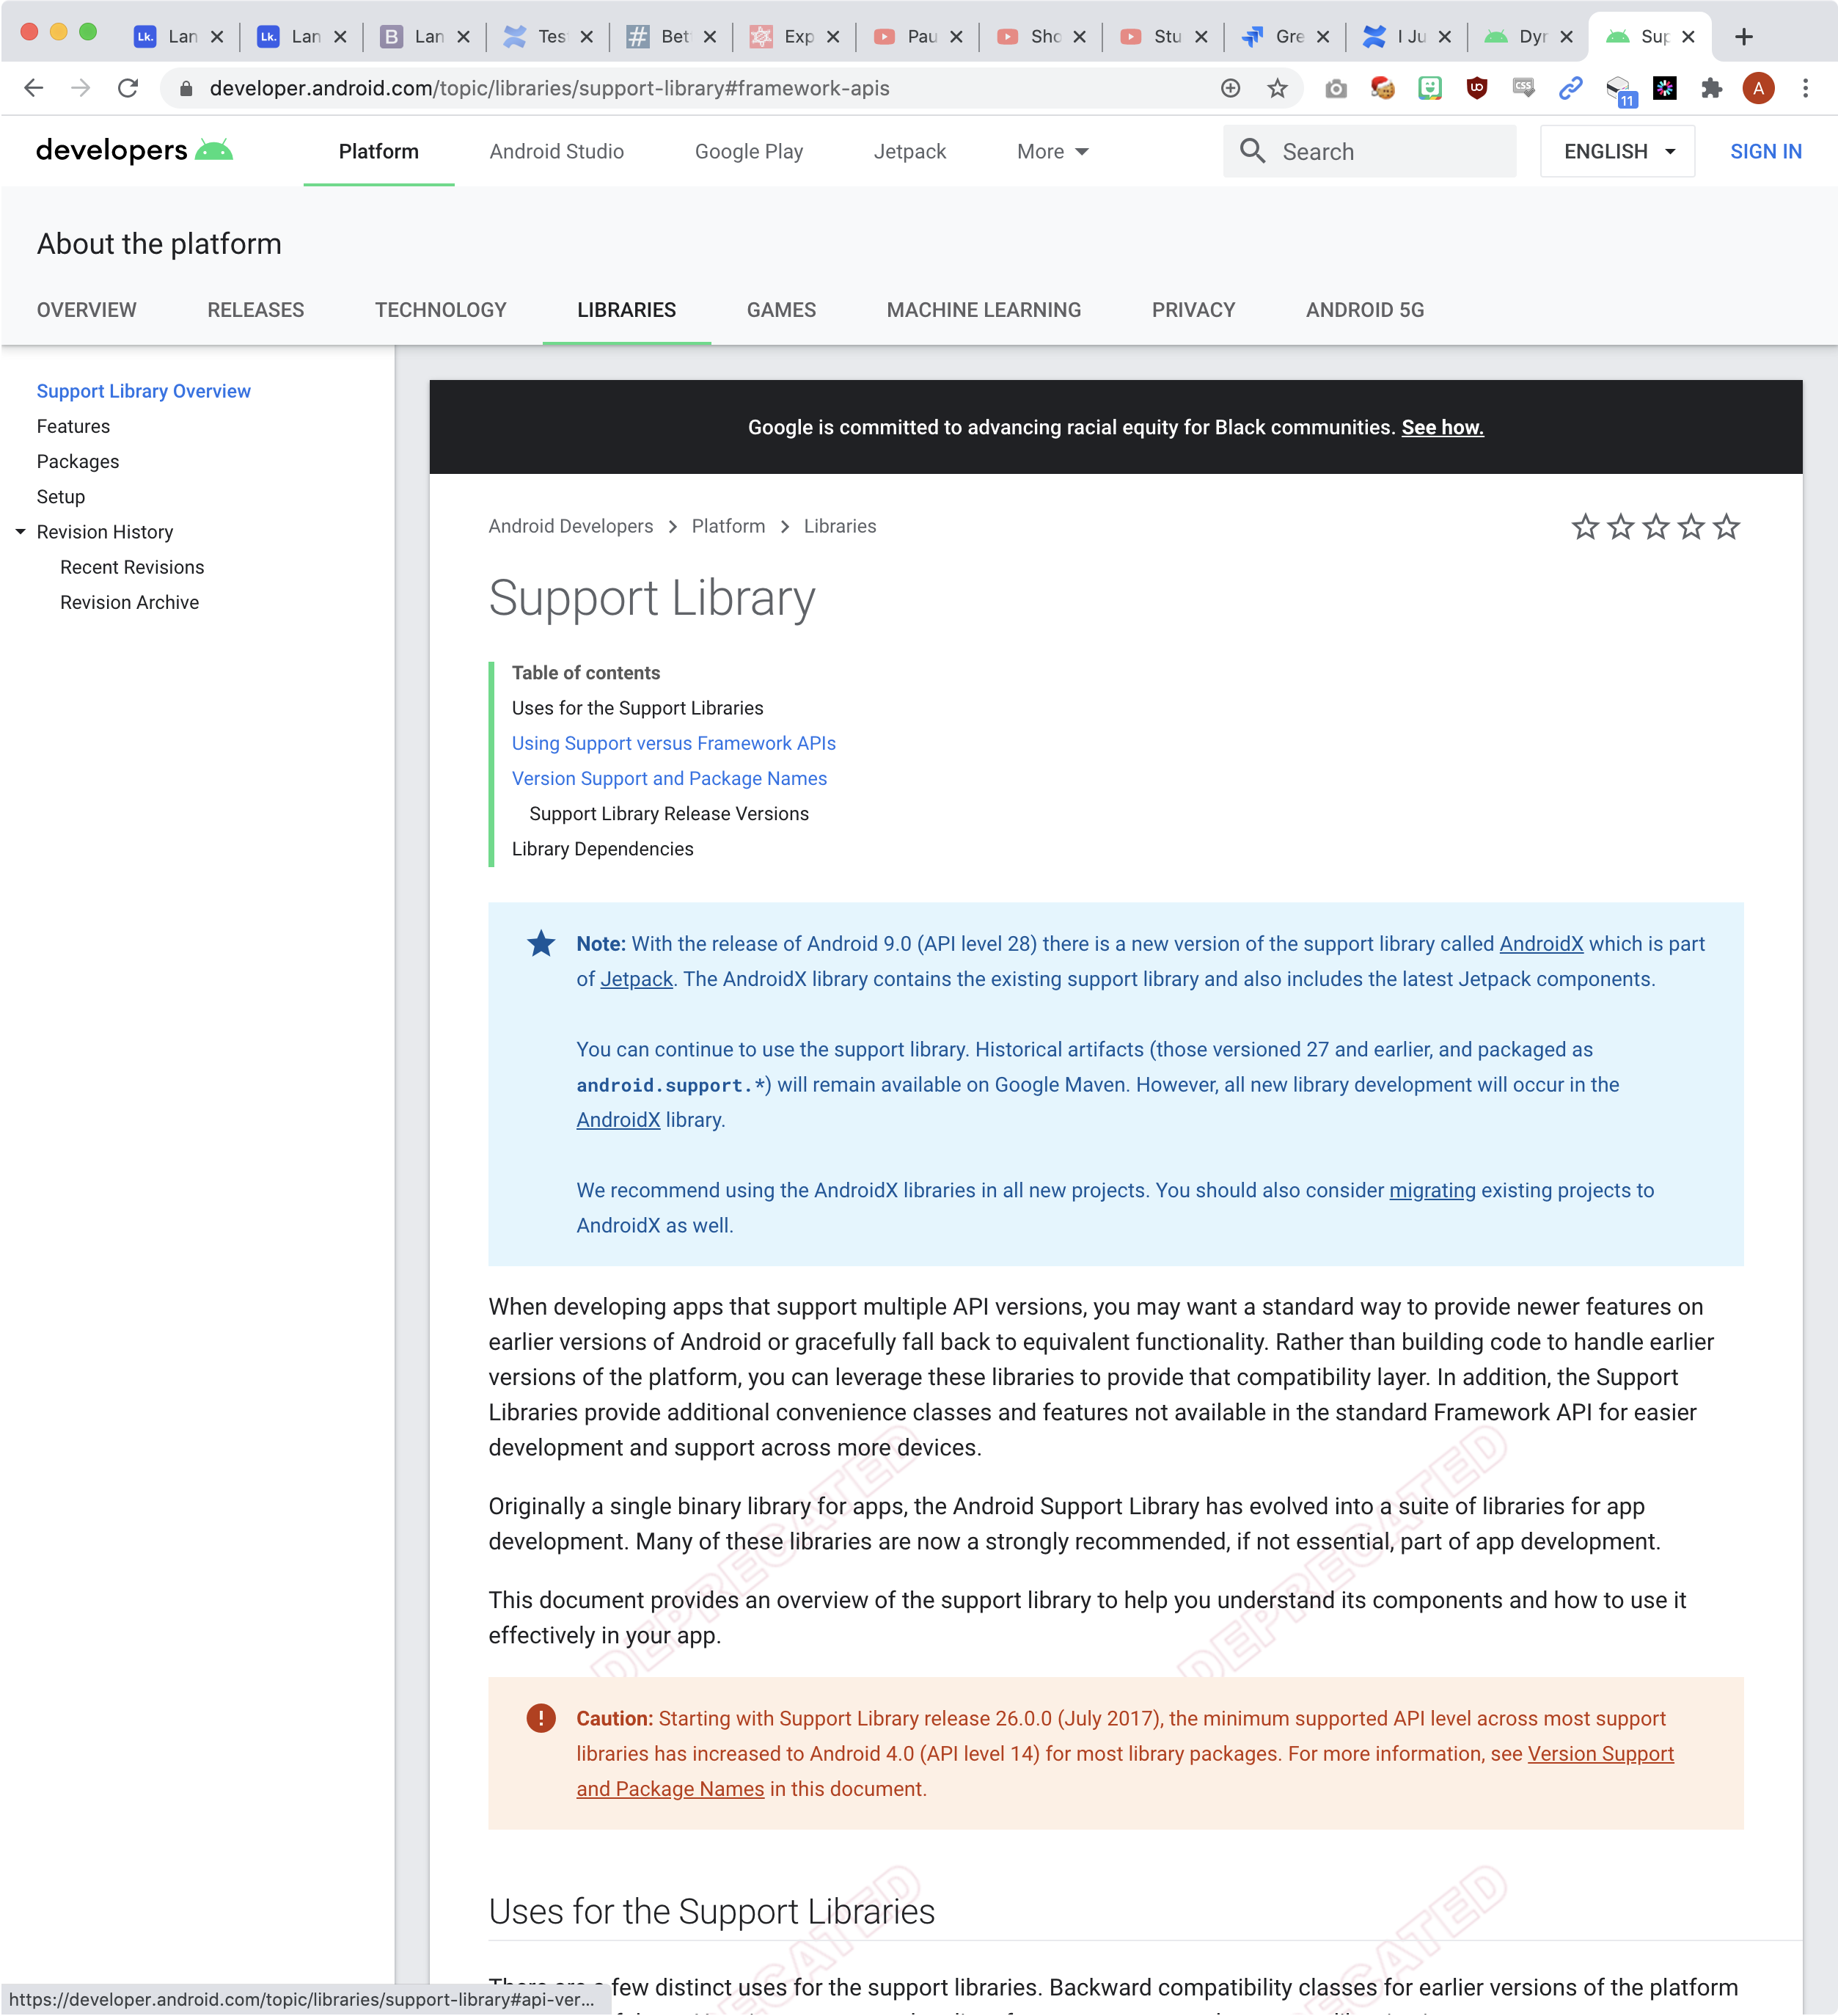 Lk. Lan
Lk. Lan
B Lan
Tes
# Bet
Exp
Pau
Sho
Stu
Gre
I Ju
Dyn
Sup
developer.android.com/topic/libraries/support-library#framework-apis
CSS
11
A
developers
Platform
Android Studio
Google Play
Jetpack
More
Search
ENGLISH
SIGN IN
About the platform
OVERVIEW
RELEASES
TECHNOLOGY
LIBRARIES
GAMES
MACHINE LEARNING
PRIVACY
ANDROID 5G
Support Library Overview
Features
Packages
Setup
Revision History
Recent Revisions
Revision Archive
Google is committed to advancing racial equity for Black communities. See how.
Android Developers > Platform > Libraries
Support Library
Table of contents
Uses for the Support Libraries
Using Support versus Framework APIs
Version Support and Package Names
Support Library Release Versions
Library Dependencies
Note: With the release of Android 9.0 (API level 28) there is a new version of the support library called AndroidX which is part
of Jetpack. The AndroidX library contains the existing support library and also includes the latest Jetpack components.
You can continue to use the support library. Historical artifacts (those versioned 27 and earlier, and packaged as
android.support.*) will remain available on Google Maven. However, all new library development will occur in the
AndroidX library.
We recommend using the AndroidX libraries in all new projects. You should also consider migrating existing projects to
AndroidX as well.
When developing apps that support multiple API versions, you may want a standard way to provide newer features on
earlier versions of Android or gracefully fall back to equivalent functionality. Rather than building code to handle earlier
versions of the platform, you can leverage these libraries to provide that compatibility layer. In addition, the Support
Libraries provide additional convenience classes and features not available in the standard Framework API for easier
development and support across more devices.
Originally a single binary library for apps, the Android Support Library has evolved into a suite of libraries for app
development. Many of these libraries are now a strongly recommended, if not essential, part of app development.
This document provides an overview of the support library to help you understand its components and how to use it
effectively in your app.
DEPRECATED
DEPRECATED
Caution: Starting with Support Library release 26.0.0 (July 2017), the minimum supported API level across most support
libraries has increased to Android 4.0 (API level 14) for most library packages. For more information, see Version Support
and Package Names in this document.
Uses for the Support Libraries
CATED
CATED
There are a few distinct uses for the support libraries. Backward compatibility classes for earlier versions of the platform
https://developer.android.com/topic/libraries/support-library#api-ver...